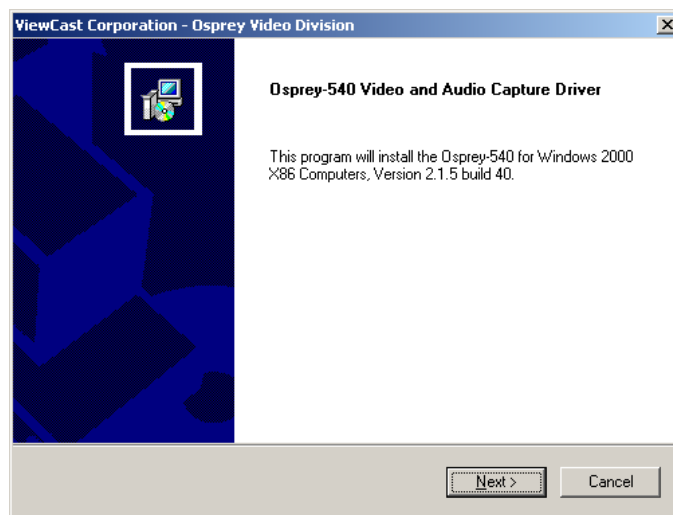 ViewCast Corporation - Osprey Video Division
Osprey-540 Video and Audio Capture Driver
This program will install the Osprey-540 for Windows 2000
X86 Computers, Version 2.1.5 build 40.
Next >
Cancel